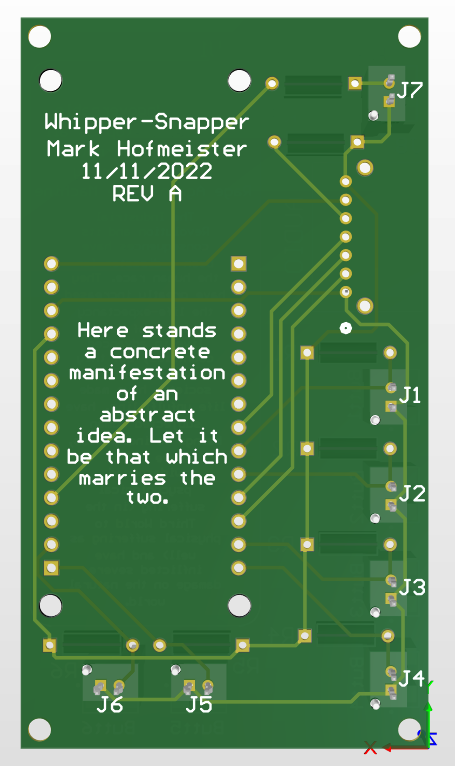 J7
Whipper-Snapper
Mark Hofmeister
11/11/2022
REV A
Here stands
a concrete
manifestation
of an
abstract
idea. Let it
be that which
marries the
two.
J1
J2
J3
J4
J6 J5
X